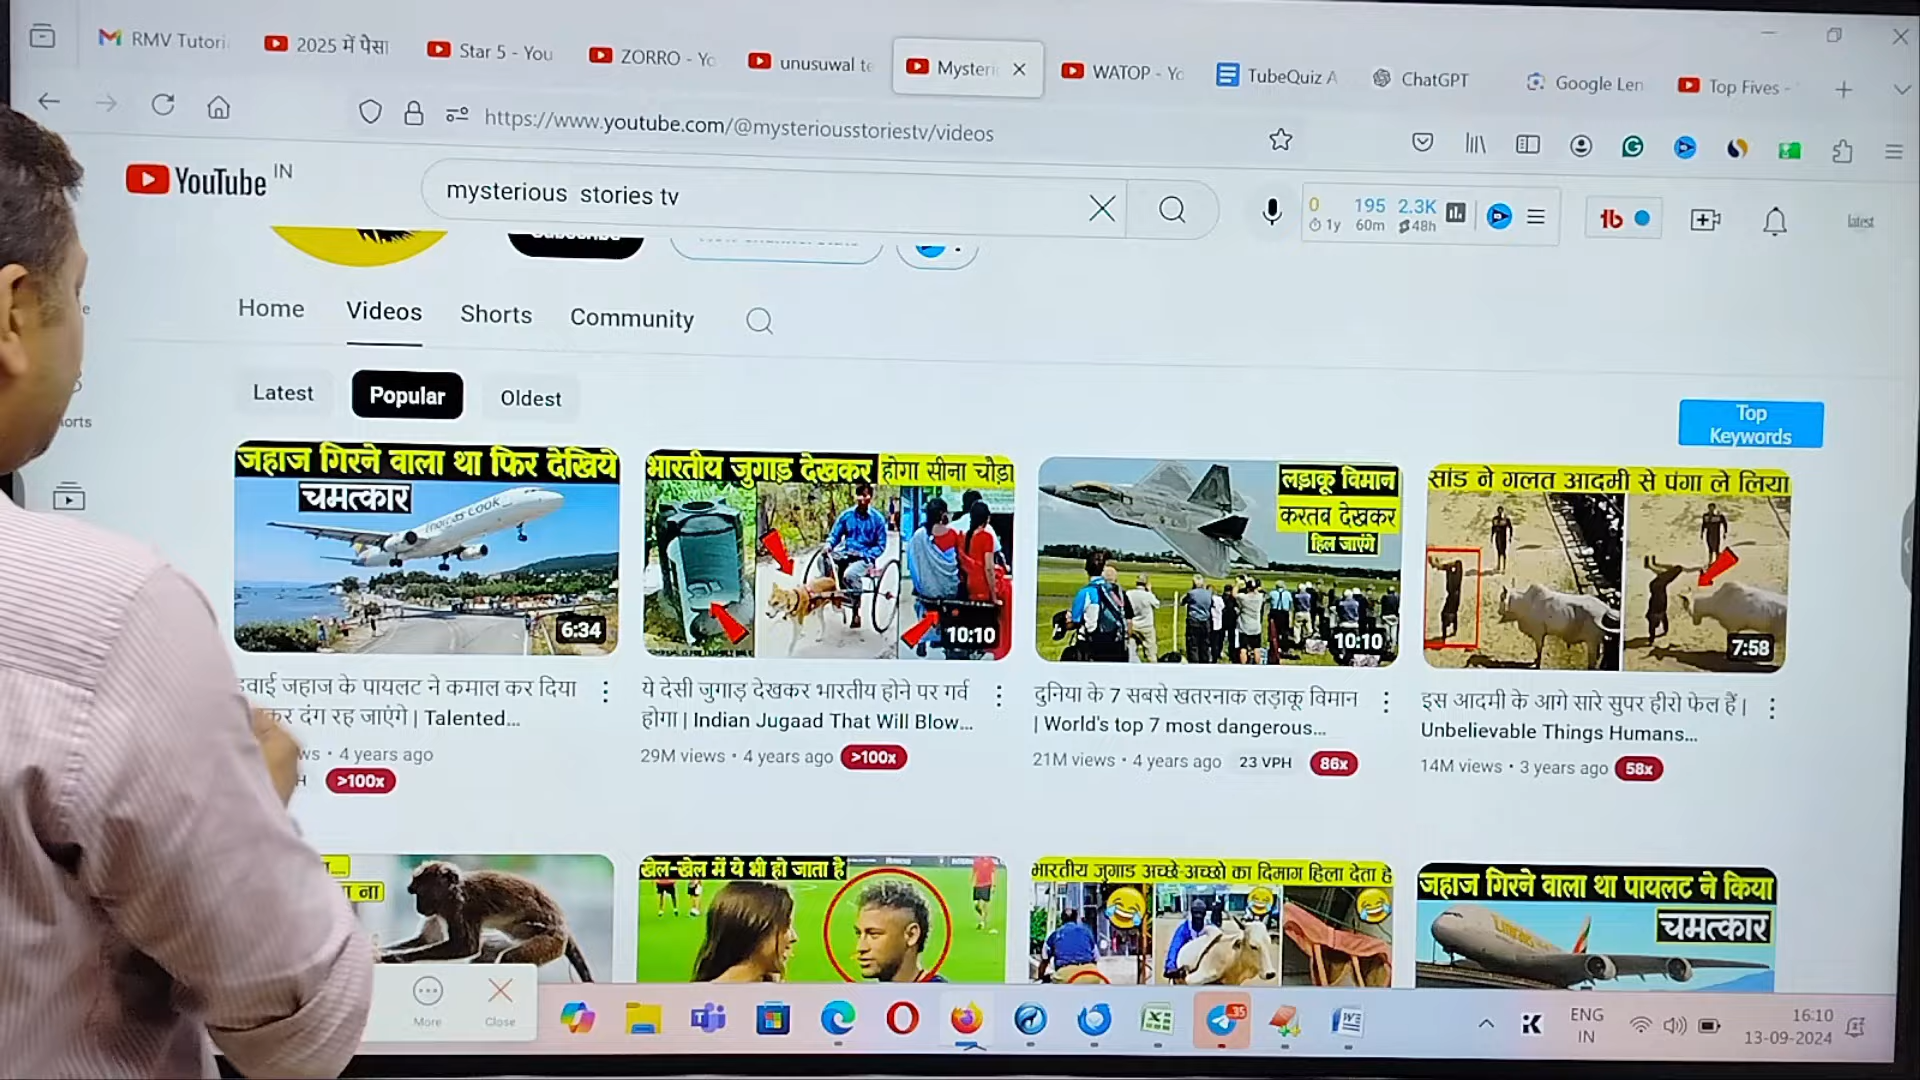 RMV Tutori
2025 में पैसा
Star 5 - You
ZORRO - Yo
unusuwal te
Mysteri
WATOP - Yo
TubeQuiz A
ChatGPT
Google Len
Top Fives -
https://www.youtube.com/@mysteriousstoriestv/videos
YouTube IN
mysterious stories tv
0 195 2.3K
1y 60m 48h
latest
Home Videos Shorts Community
Latest Popular Oldest
Top
Keywords
जहाज गिरने वाला था फिर देखिये
चमत्कार
Thomas COOK
6:34
भारतीय जुगाड़ देखकर होगा सीना चौड़ा
10:10
लड़ाकू विमान
करतब देखकर
हिल जाएंगे
10:10
सांड ने गलत आदमी से पंगा ले लिया
7:58
हवाई जहाज के पायलट ने कमाल कर दिया
कर दंग रह जाएंगे | Talented...
ws • 4 years ago
H >100x
ये देसी जुगाड़ देखकर भारतीय होने पर गर्व
होगा | Indian Jugaad That Will Blow...
29M views • 4 years ago >100x
दुनिया के 7 सबसे खतरनाक लड़ाकू विमान
| World's top 7 most dangerous...
21M views • 4 years ago 23 VPH 86x
इस आदमी के आगे सारे सुपर हीरो फेल हैं |
Unbelievable Things Humans...
14M views • 3 years ago 58x
ना
खेल-खेल में ये भी हो जाता है
भारतीय जुगाड अच्छे-अच्छो का दिमाग हिला देता हे
जहाज गिरने वाला था पायलट ने किया
चमत्कार
More Close
35
ENG
IN
16:10
13-09-2024